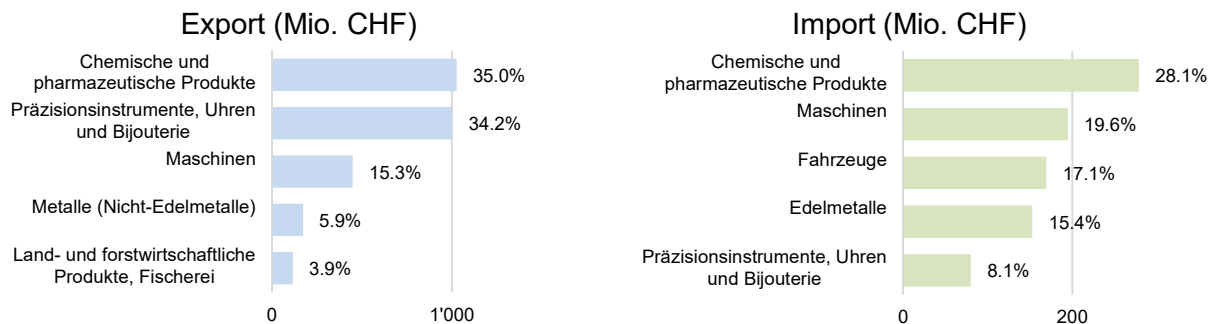 Export (Mio. CHF)
Chemische und
pharmazeutische Produkte
35.0%
Präzisionsinstrumente, Uhren
und Bijouterie
34.2%
Maschinen
15.3%
Metalle (Nicht-Edelmetalle)
5.9%
Land- und forstwirtschaftliche
Produkte, Fischerei
3.9%
0
1'000
Import (Mio. CHF)
Chemische und
pharmazeutische Produkte
28.1%
Maschinen
19.6%
Fahrzeuge
17.1%
Edelmetalle
15.4%
Präzisionsinstrumente, Uhren
und Bijouterie
8.1%
0
200